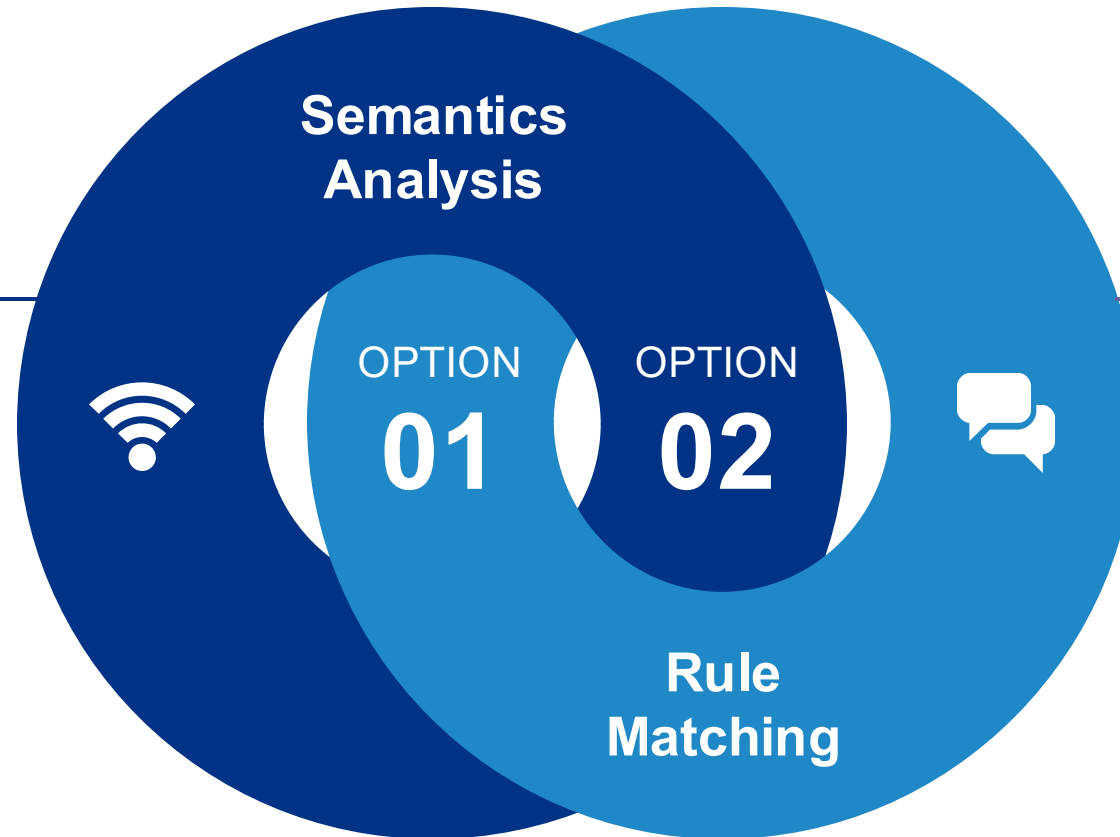 Semantics
Analysis
OPTION
01
OPTION
02
Rule
Matching